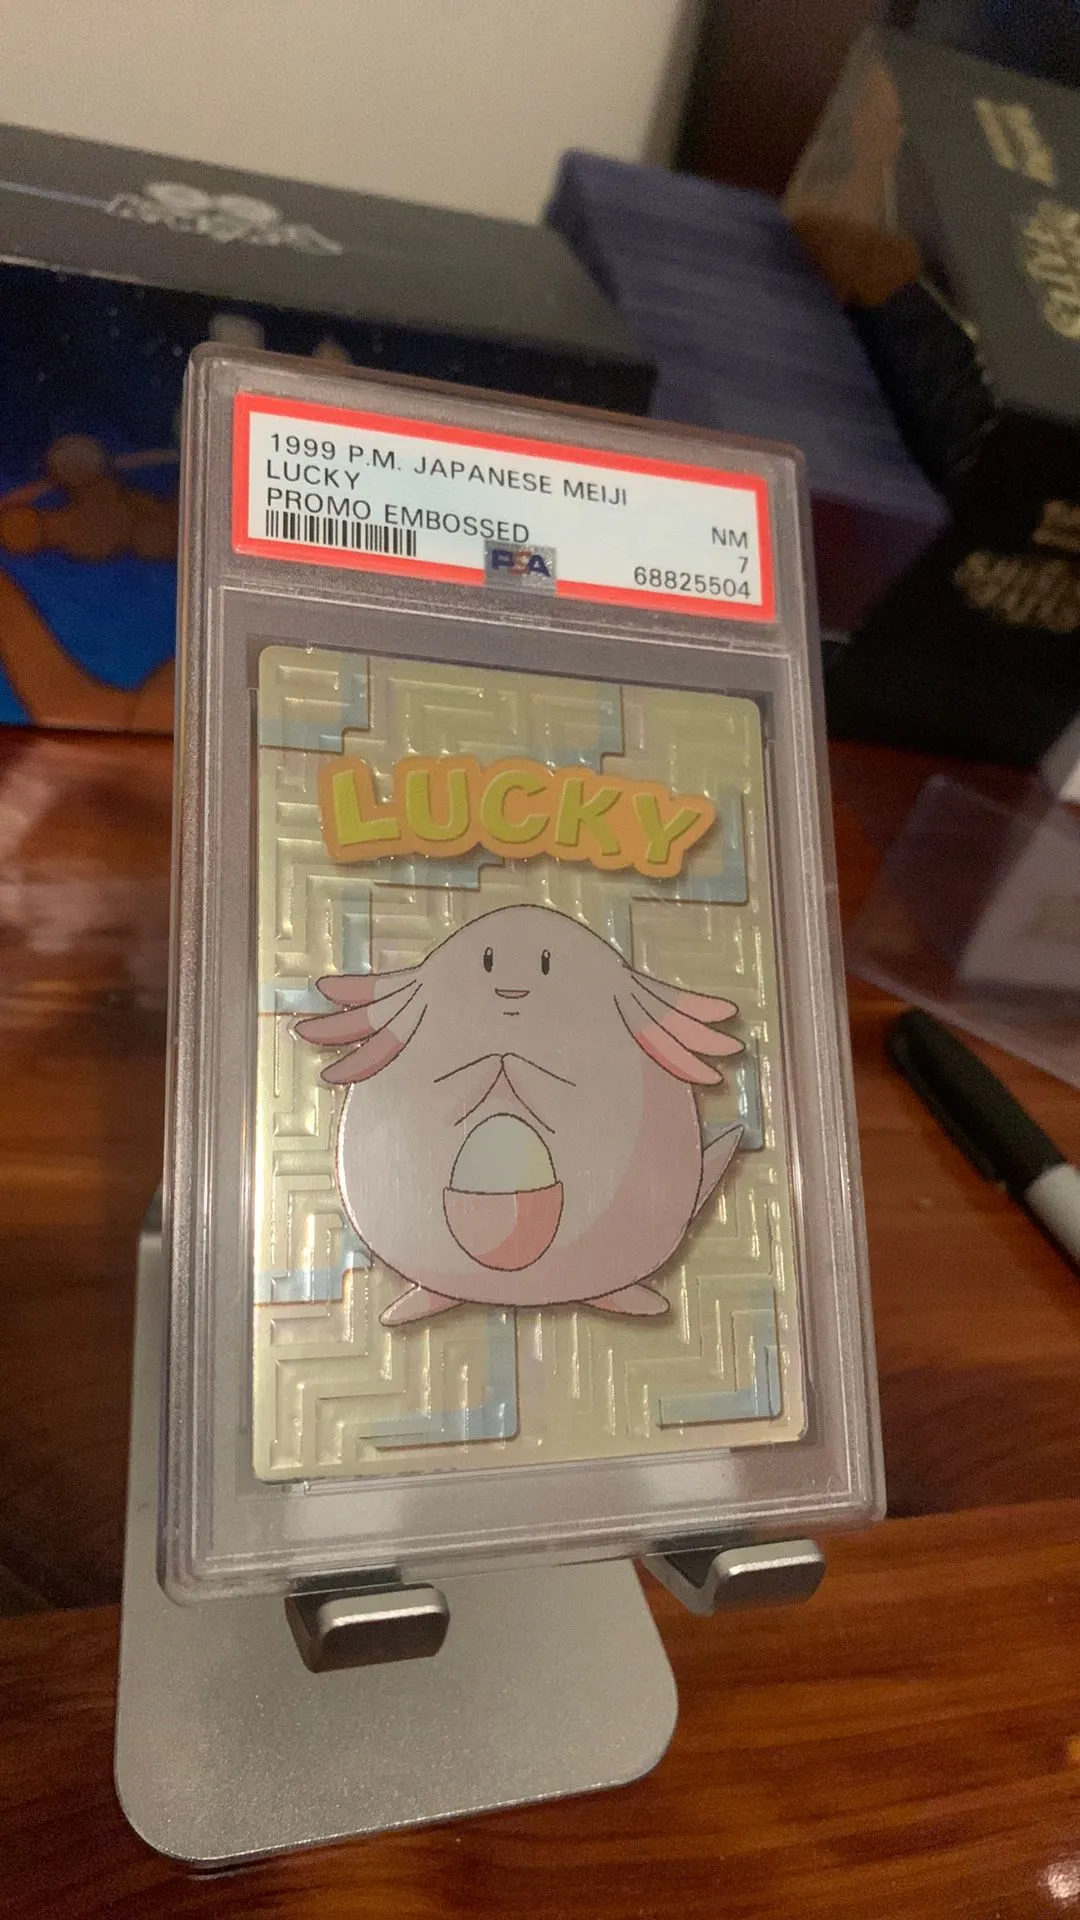 1999 P.M. JAPANESE MEIJI
LUCKY
PROMO EMBOSSED
NM
7
PSA
68825504
LUCKY